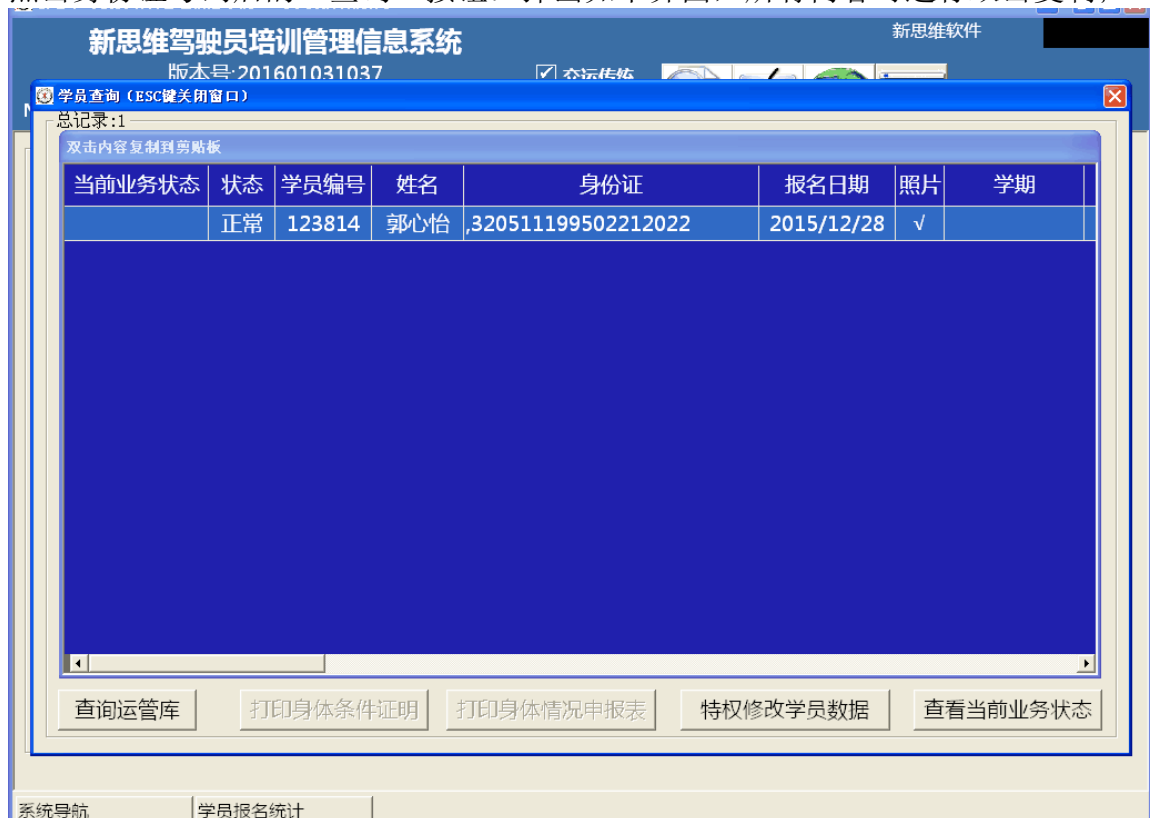 新思维驾驶员培训管理信息系统
新思维软件
版本号:201601031037
交运传统
学员查询(ESC键关闭窗口)
总记录:1
双击内容复制到剪贴板
当前业务状态 状态 学员编号 姓名 身份证 报名日期 照片 学期
正常 123814 郭心怡 ,320511199502212022 2015/12/28 √
查询运管库 打印身体条件证明 打印身体情况申报表 特权修改学员数据 查看当前业务状态
系统导航 学员报名统计